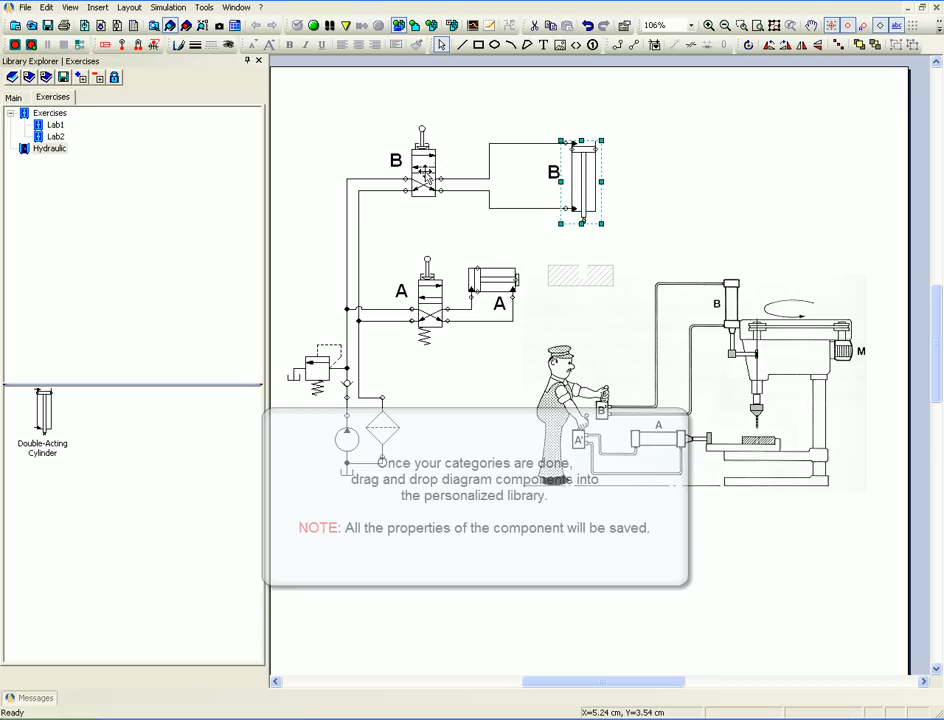 File Edit View Insert Layout Simulation Tools Window ?
106%
A A B I U
T
Library Explorer | Exercises
Main Exercises
Exercises
Lab1
Lab2
Hydraulic
Double-Acting
Cylinder
B
B
A
A
B
M
B'
A
A'
Once your categories are done,
drag and drop diagram components into
the personalized library.
NOTE: All the properties of the component will be saved.
Messages
Ready
X=5.24 cm, Y=3.54 cm